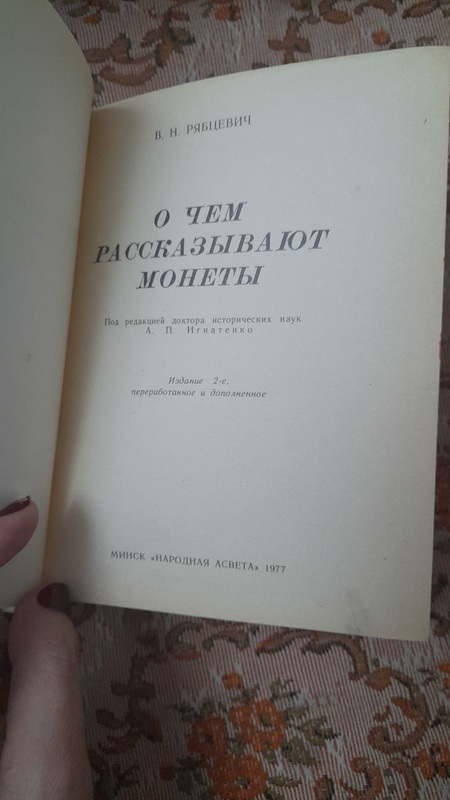 В. Н. РЯБЦЕВИЧ
О ЧЕМ
РАССКАЗЫВАЮТ
МОНЕТЫ
Под редакцией доктора исторических наук
А. П. Игнатенко
Издание 2-е,
переработанное и дополненное
МИНСК «НАРОДНАЯ АСВЕТА» 1977